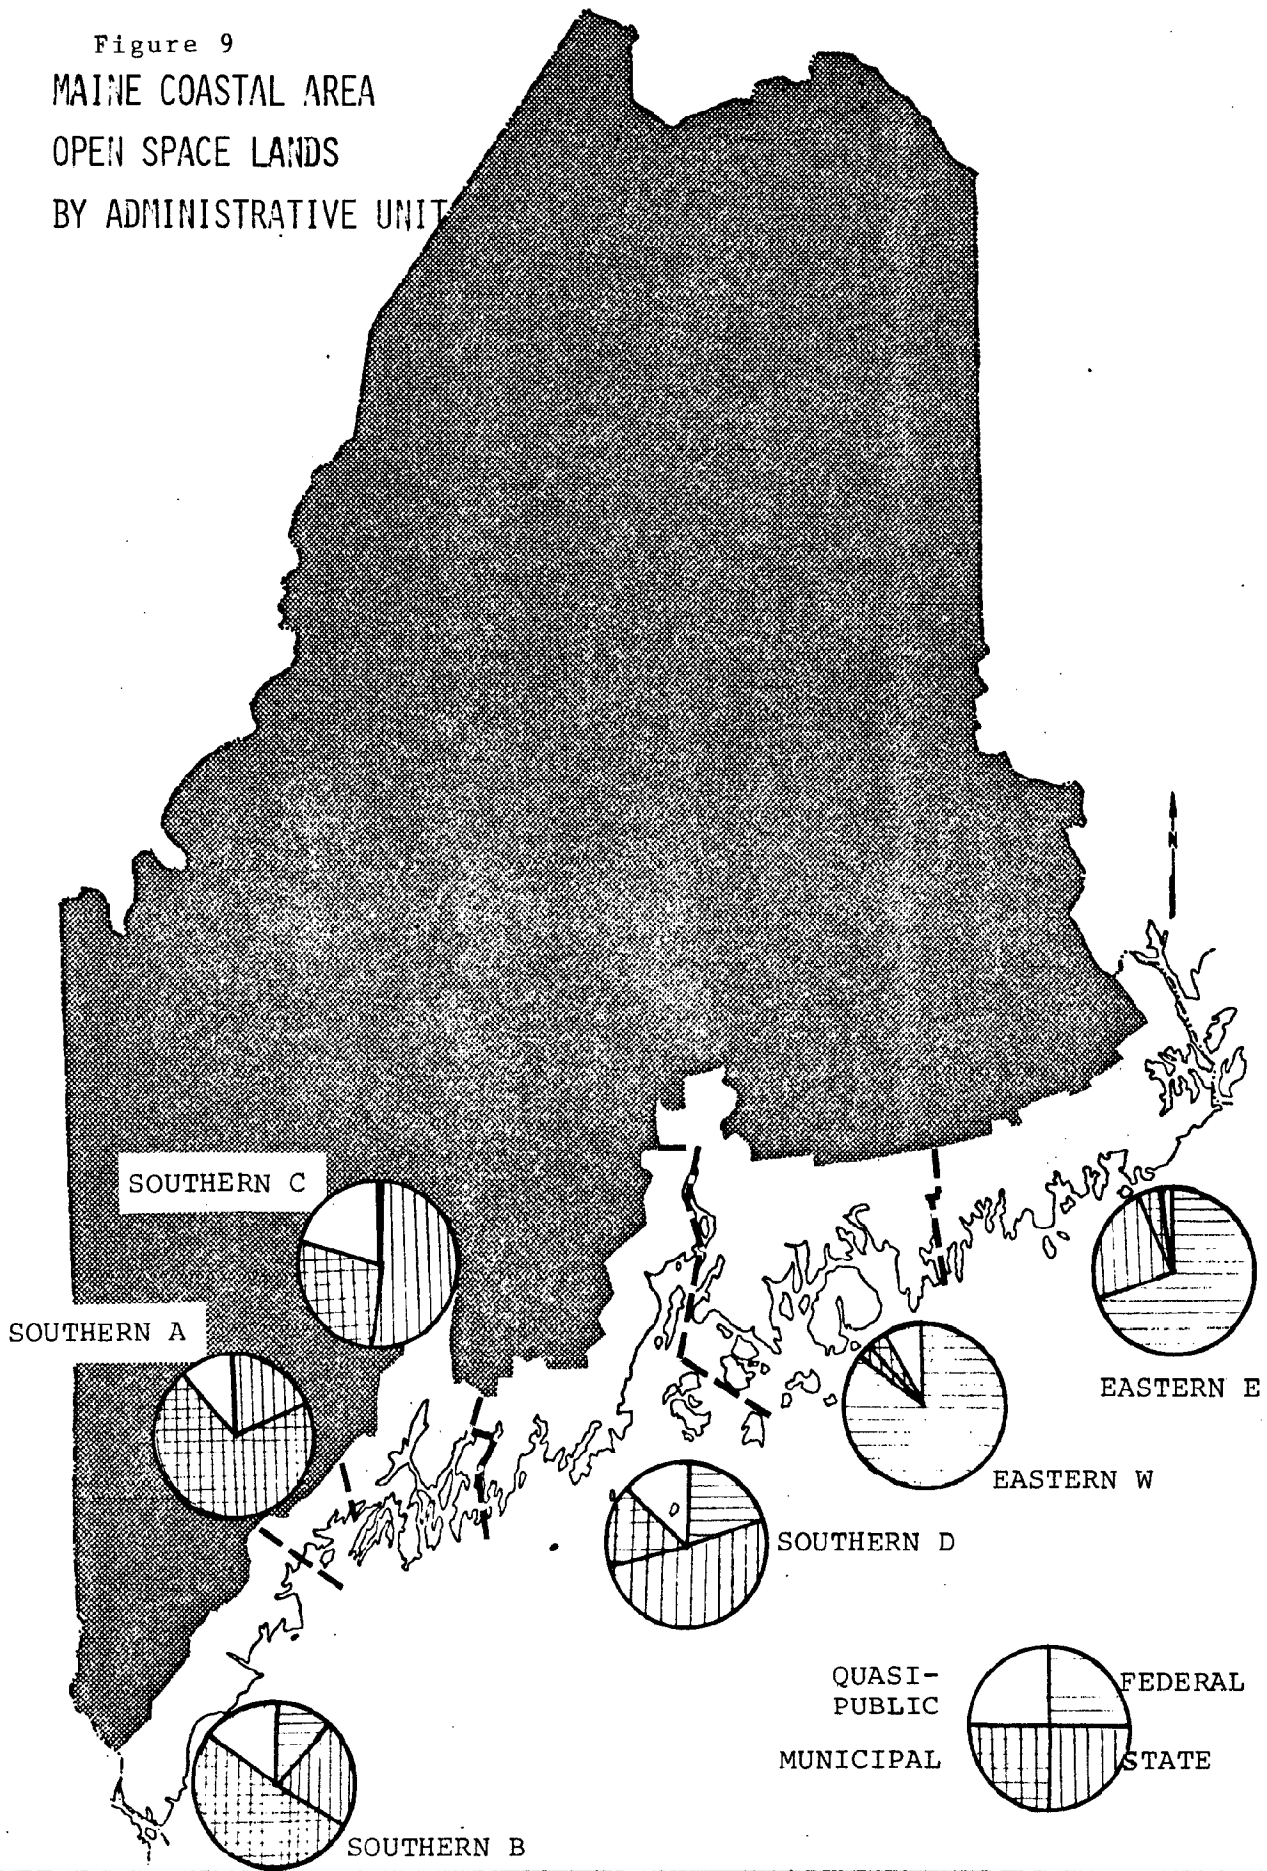 Figure 9
MAINE COASTAL AREA
OPEN SPACE LANDS
BY ADMINISTRATIVE UNIT
N
SOUTHERN C
SOUTHERN A
EASTERN E
EASTERN W
SOUTHERN D
QUASI-
PUBLIC
FEDERAL
MUNICIPAL
STATE
SOUTHERN B